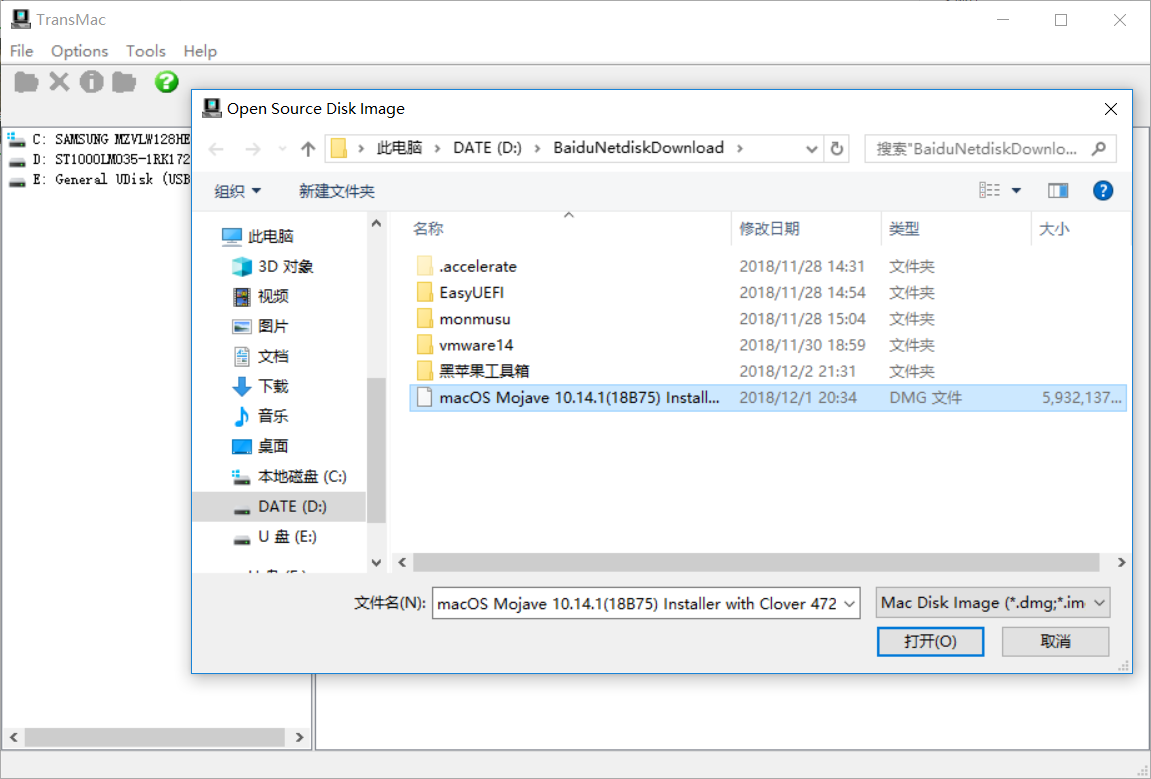 TransMac
File Options Tools Help
C: SAMSUNG MZVLW128HE
D: ST1000LM035-1RK172
E: General UDisk (USB
Open Source Disk Image
此电脑 DATE (D:) BaiduNetdiskDownload
搜索"BaiduNetdiskDownlo...
组织 新建文件夹
此电脑
3D 对象
视频
图片
文档
下载
音乐
桌面
本地磁盘 (C:)
DATE (D:)
U 盘 (E:)
名称 修改日期 类型 大小
.accelerate 2018/11/28 14:31 文件夹
EasyUEFI 2018/11/28 14:54 文件夹
monmusu 2018/11/28 15:04 文件夹
vmware14 2018/11/30 18:59 文件夹
黑苹果工具箱 2018/12/2 21:31 文件夹
macOS Mojave 10.14.1(18B75) Install... 2018/12/1 20:34 DMG 文件 5,932,137...
文件名(N): macOS Mojave 10.14.1(18B75) Installer with Clover 472 Mac Disk Image (*.dmg;*.im
打开(O) 取消